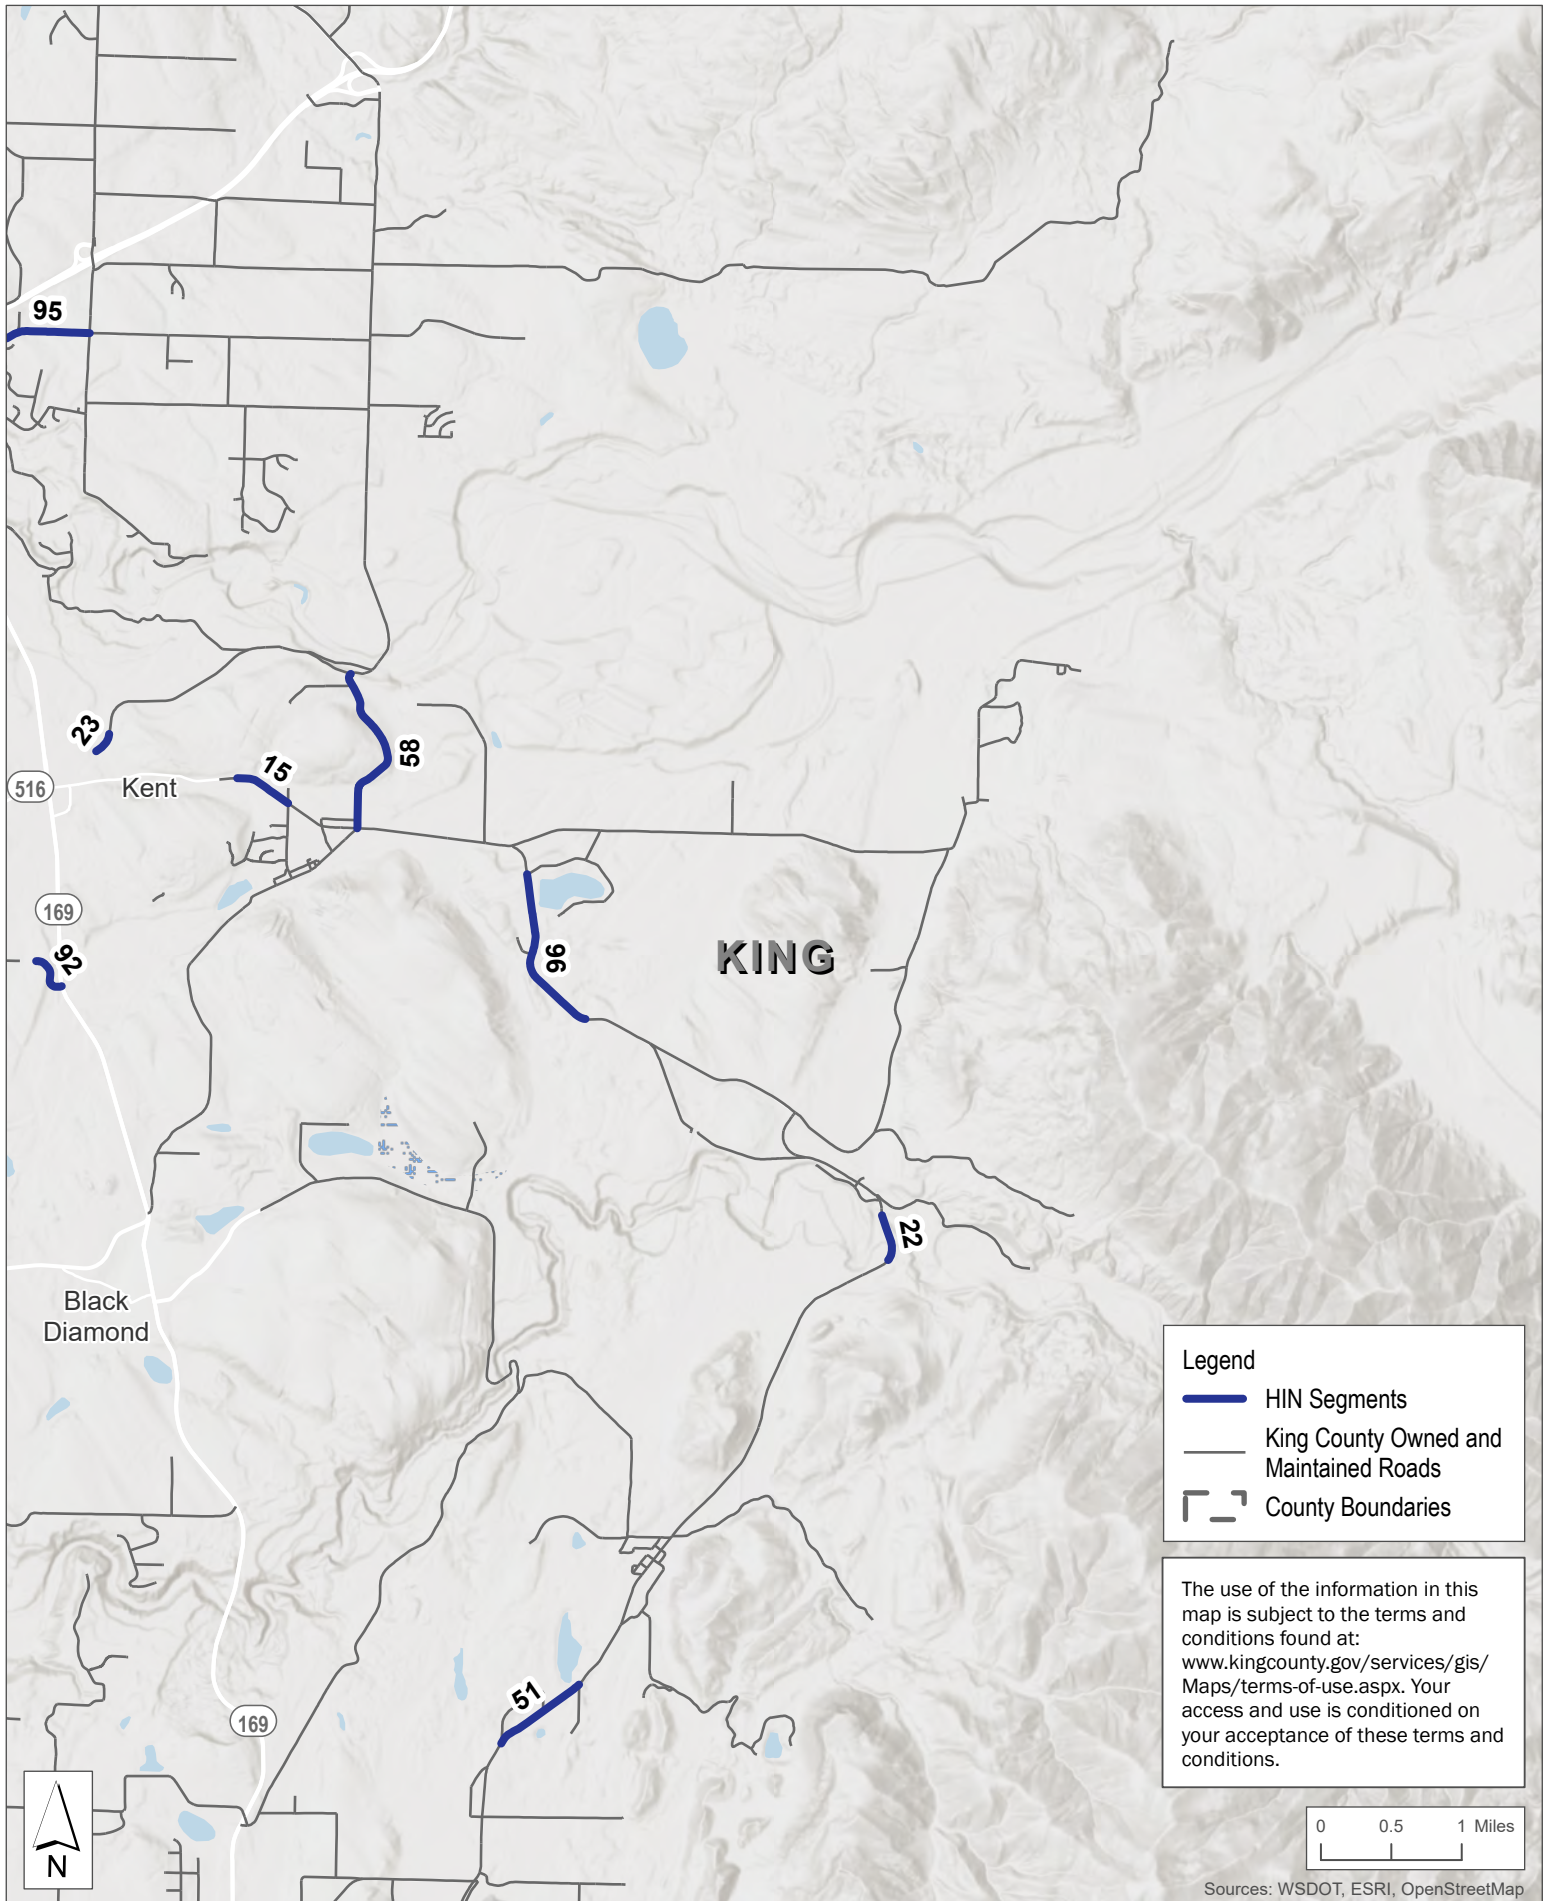 95
23
58
15
516
Kent
169
92
96
KING
22
Black
Diamond
51
169
N
Legend
HIN Segments
King County Owned and
Maintained Roads
County Boundaries
The use of the information in this
map is subject to the terms and
conditions found at:
www.kingcounty.gov/services/gis/
Maps/terms-of-use.aspx. Your
access and use is conditioned on
your acceptance of these terms and
conditions.
0 0.5 1 Miles
Sources: WSDOT, ESRI, OpenStreetMap